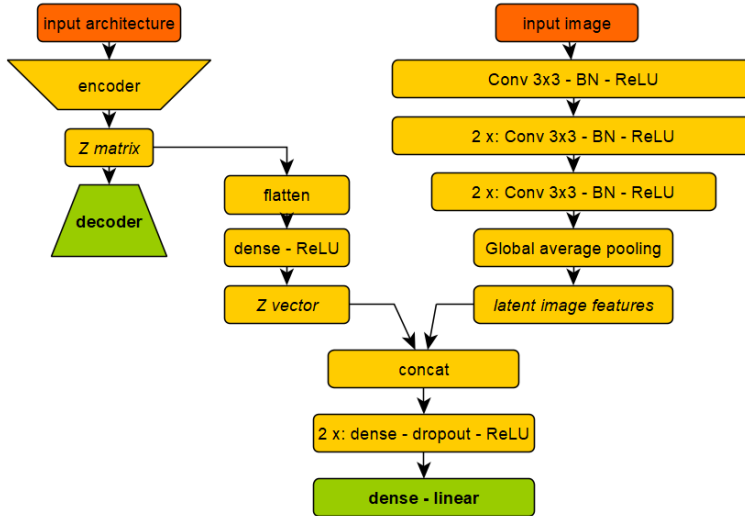 input architecture
encoder
Z matrix
decoder
flatten
dense - ReLU
Z vector
input image
Conv 3x3 - BN - ReLU
2 x: Conv 3x3 - BN - ReLU
2 x: Conv 3x3 - BN - ReLU
Global average pooling
latent image features
concat
2 x: dense - dropout - ReLU
dense - linear